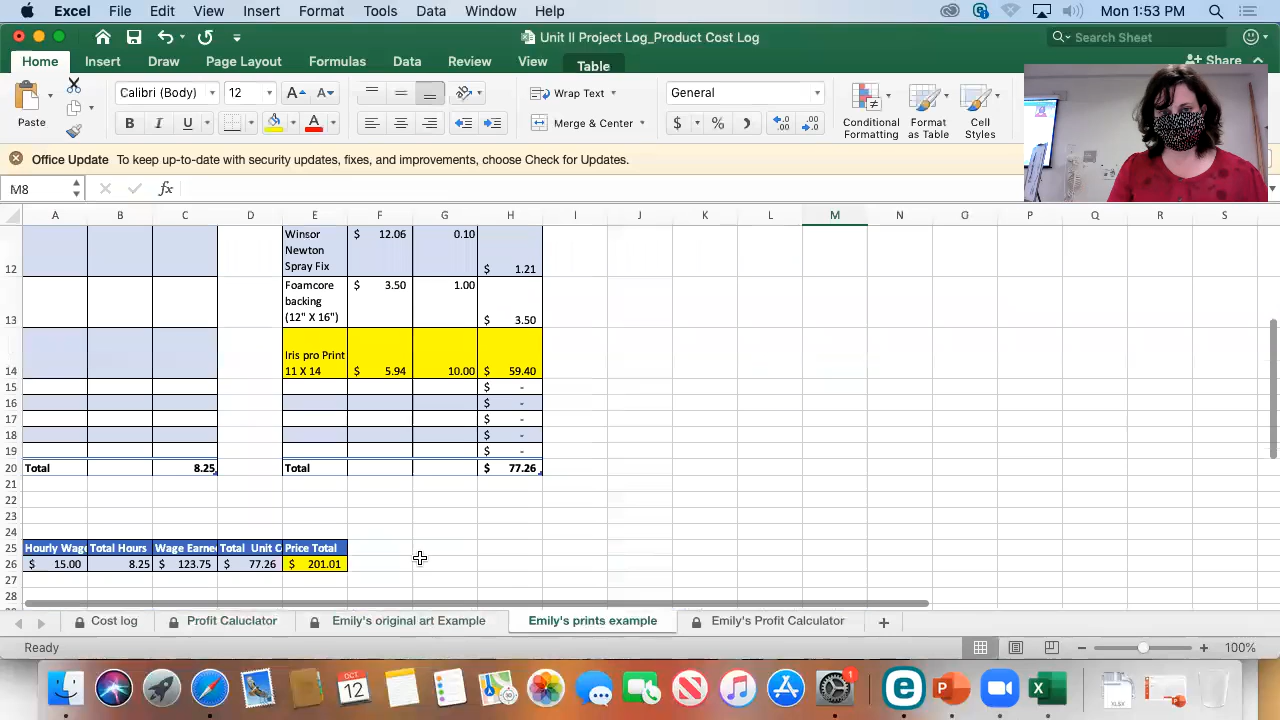 Excel File Edit View Insert Format Tools Data Window Help Mon 1:53 PM
Unit II Project Log_Product Cost Log
Search Sheet
Home Insert Draw Page Layout Formulas Data Review View Table Share
Paste
Calibri (Body) 12
B I U
Wrap Text
Merge & Center
General
$ % 
Conditional Formatting
Format as Table
Cell Styles
Office Update To keep up-to-date with security updates, fixes, and improvements, choose Check for Updates.
M8 fx
A B C D E F G H I J K L M N O P Q R S
Winsor $ 12.06 0.10
Newton
12 Spray Fix $ 1.21
Foamcore $ 3.50 1.00
backing
13 (12" X 16") $ 3.50
Iris pro Print
14 11 X 14 $ 5.94 10.00 $ 59.40
15 $ -
16 $ -
17 $ -
18 $ -
19 $ -
20 Total 8.25 Total $ 77.26
21
22
23
24
25 Hourly Wage Total Hours Wage Earne Total Unit C Price Total
26 $ 15.00 8.25 $ 123.75 $ 77.26 $ 201.01
27
28
Cost log Profit Caluclator Emily's original art Example Emily's prints example Emily's Profit Calculator
Ready 100%
OCT
12
1
XLSX